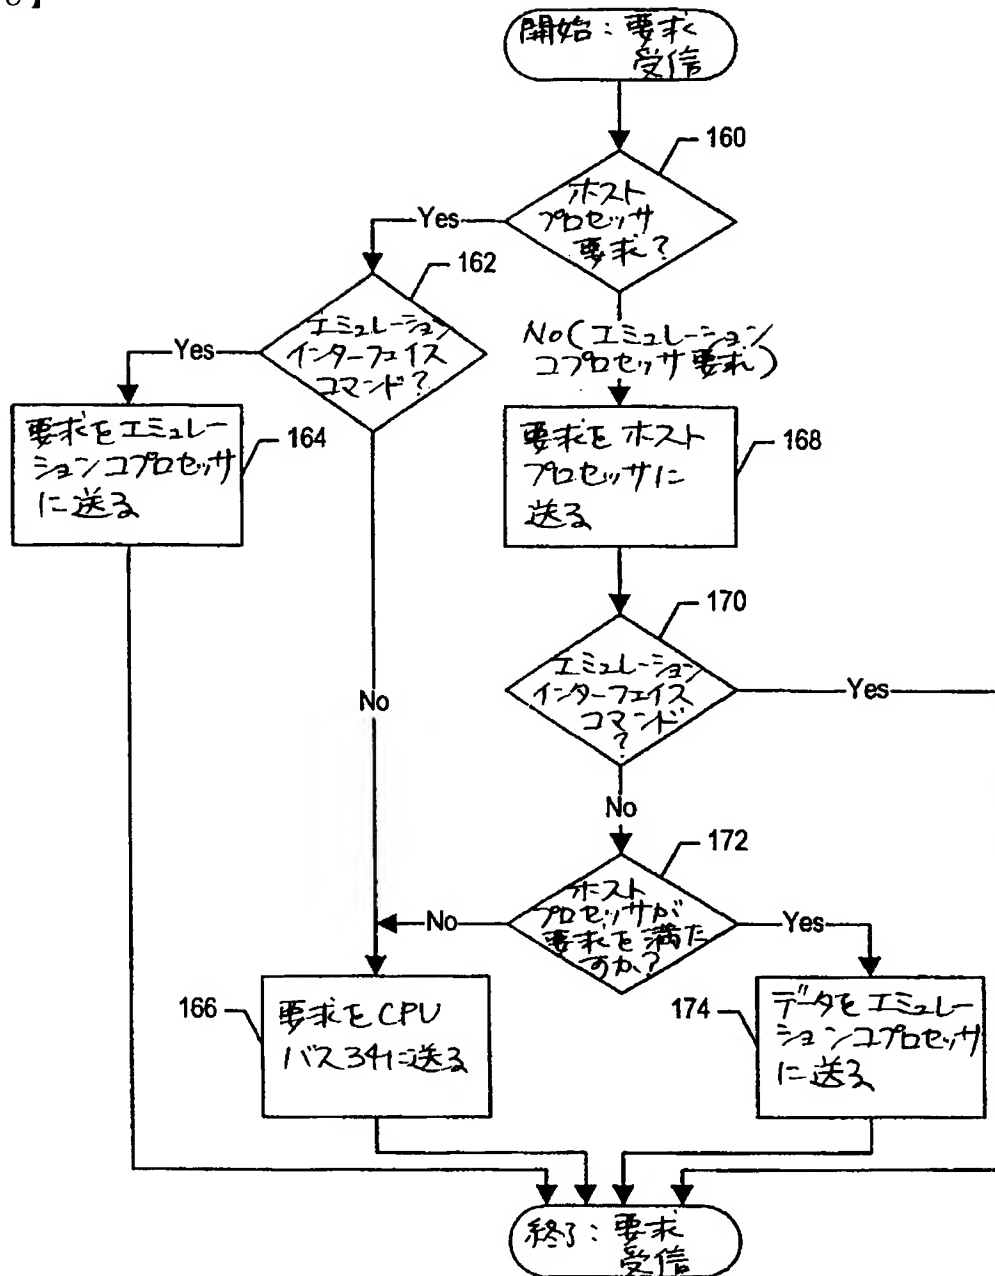 8】
開始：要求
受信
160
ホスト
プロセッサ
要求？
Yes
162
エミュレーション
インターフェイス
コマンド？
No(エミュレーション
コプロセッサ要求)
Yes
要求をエミュレー
ションコプロセッサ
に送る
164
要求をホスト
プロセッサに
送る
168
170
エミュレーション
インターフェイス
コマンド
？
Yes
No
No
172
ホスト
プロセッサが
要求を満た
すか？
No
Yes
166
要求をCPU
バス34に送る
174
データをエミュレー
ションコプロセッサ
に送る
終了：要求
受信